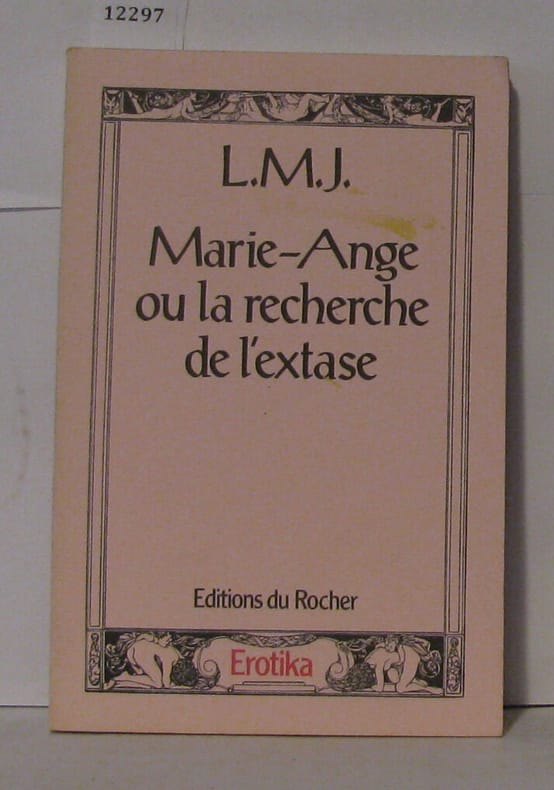 12297
L.M.J.
Marie-Ange
ou la recherche
de l'extase
Editions du Rocher
Erotika